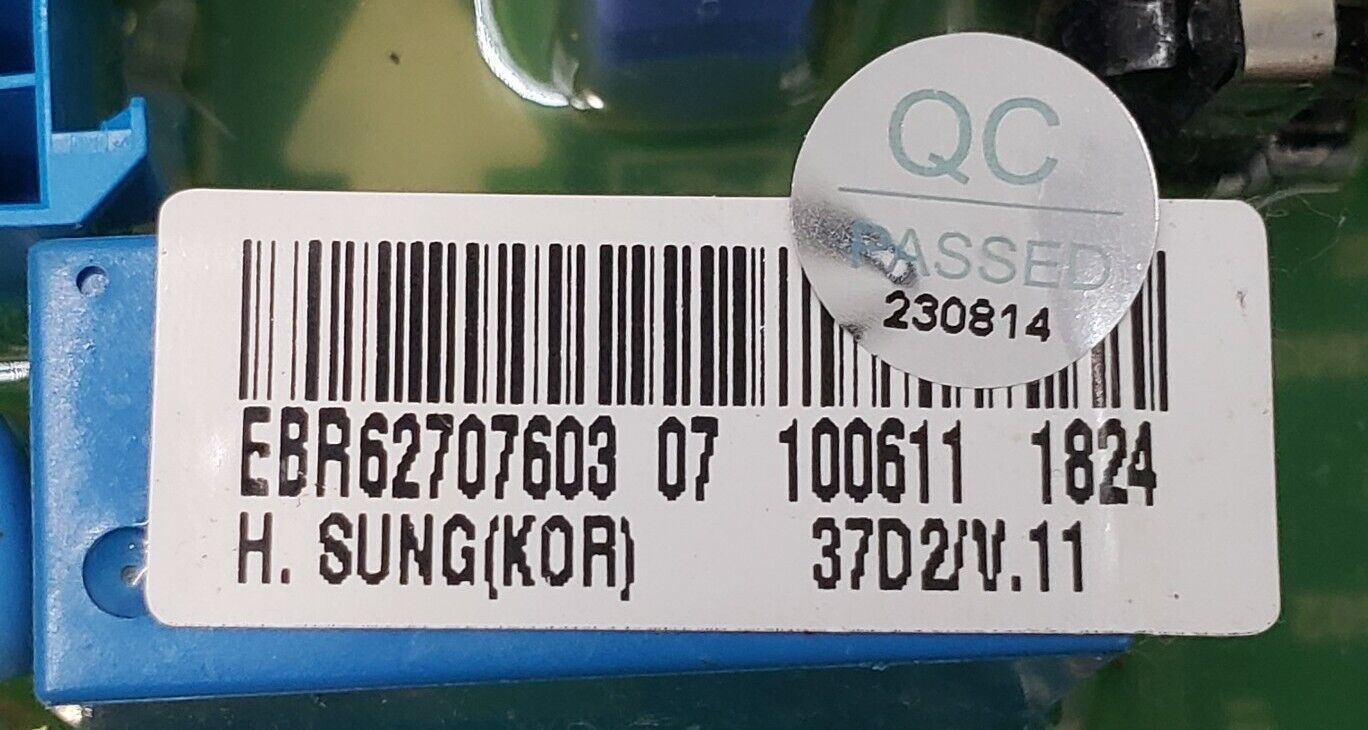 QC
PASSED
230814
EBR62707603 07 100611 1824
H. SUNG(KOR) 37D2/V.11